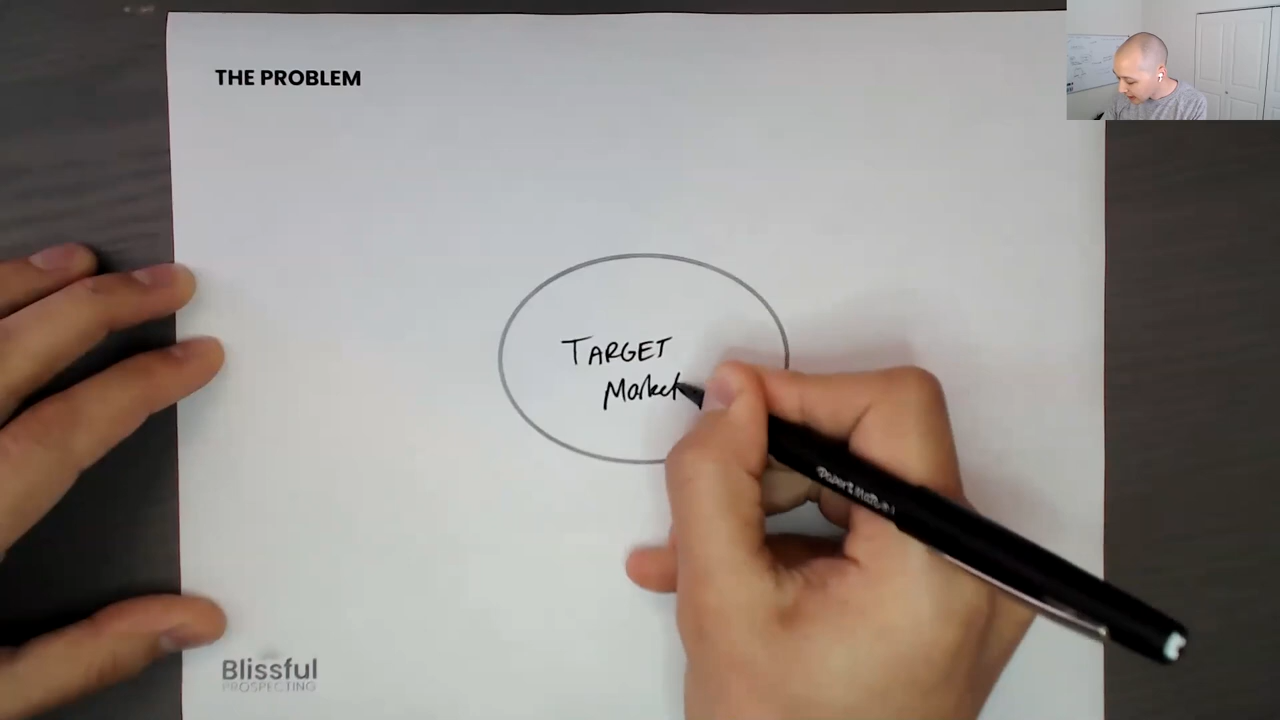 THE PROBLEM
TARGET
Market
Blissful
PROSPECTING